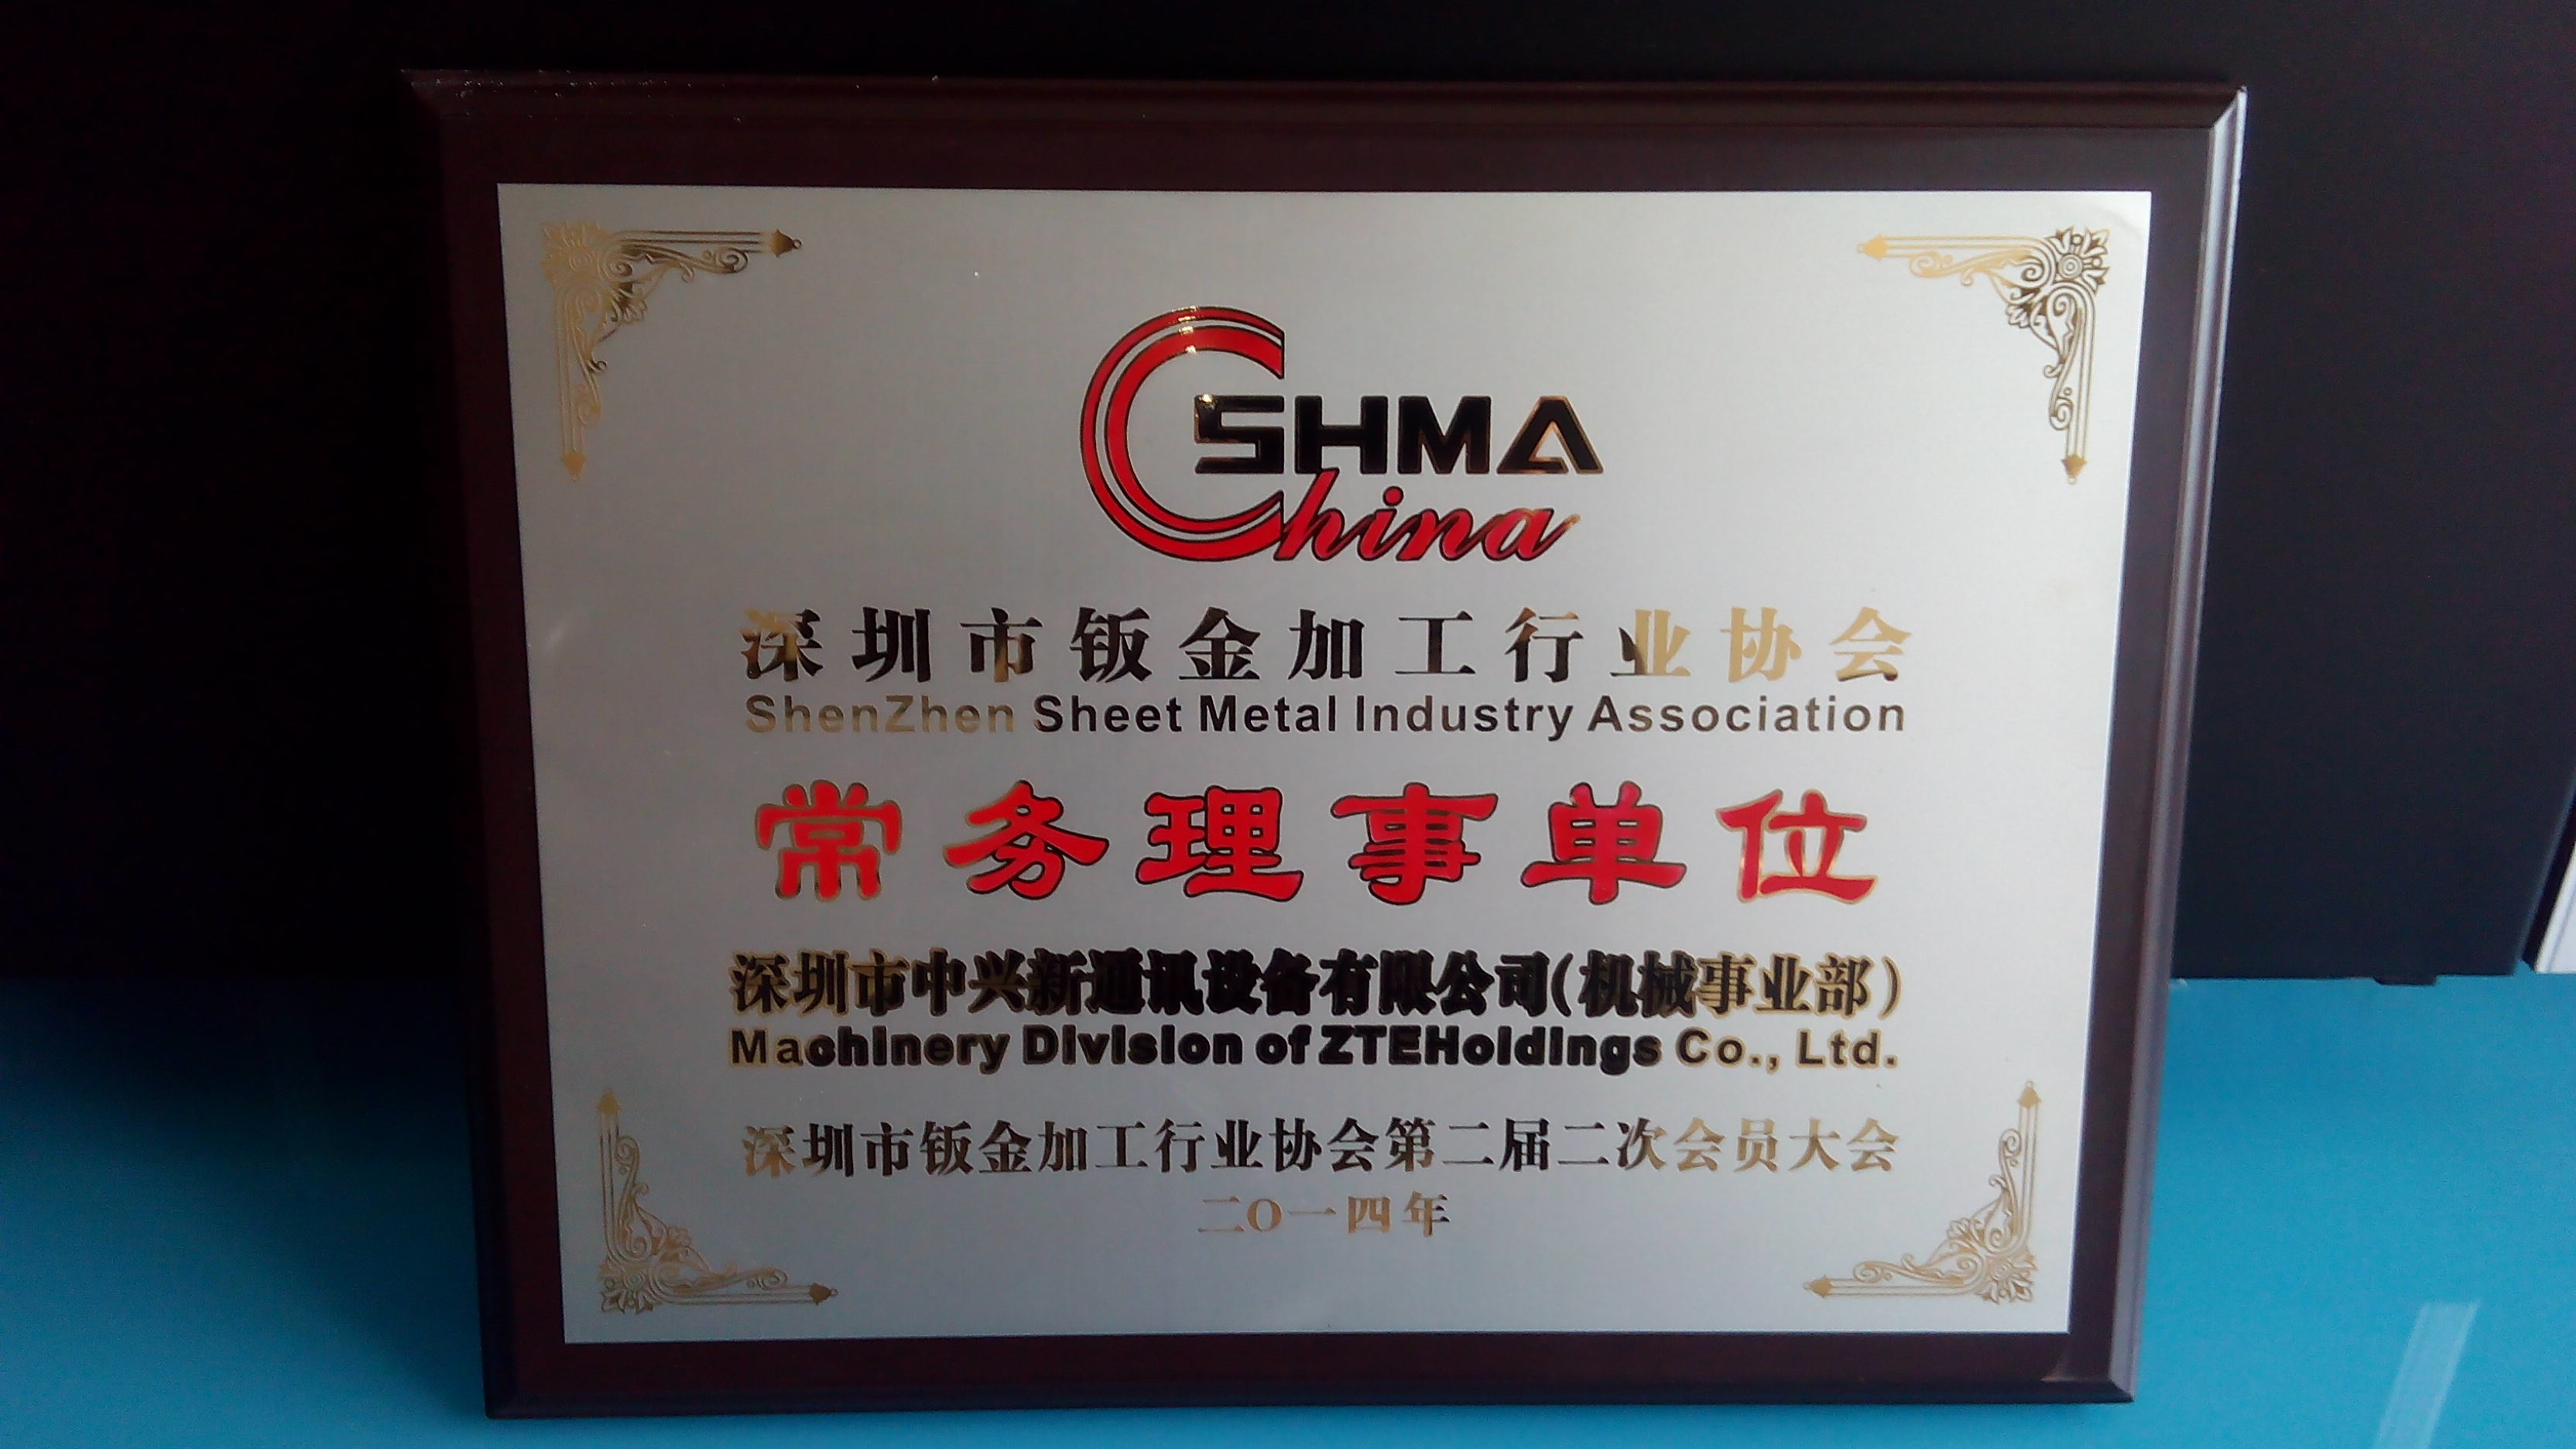 SHMA
China
深圳市钣金加工行业协会
ShenZhen Sheet Metal Industry Association
常务理事单位
深圳市中兴新通讯设备有限公司(机械事业部)
Machinery Division of ZTEHoldings Co., Ltd.
深圳市钣金加工行业协会第二届二次会员大会
二〇一四年